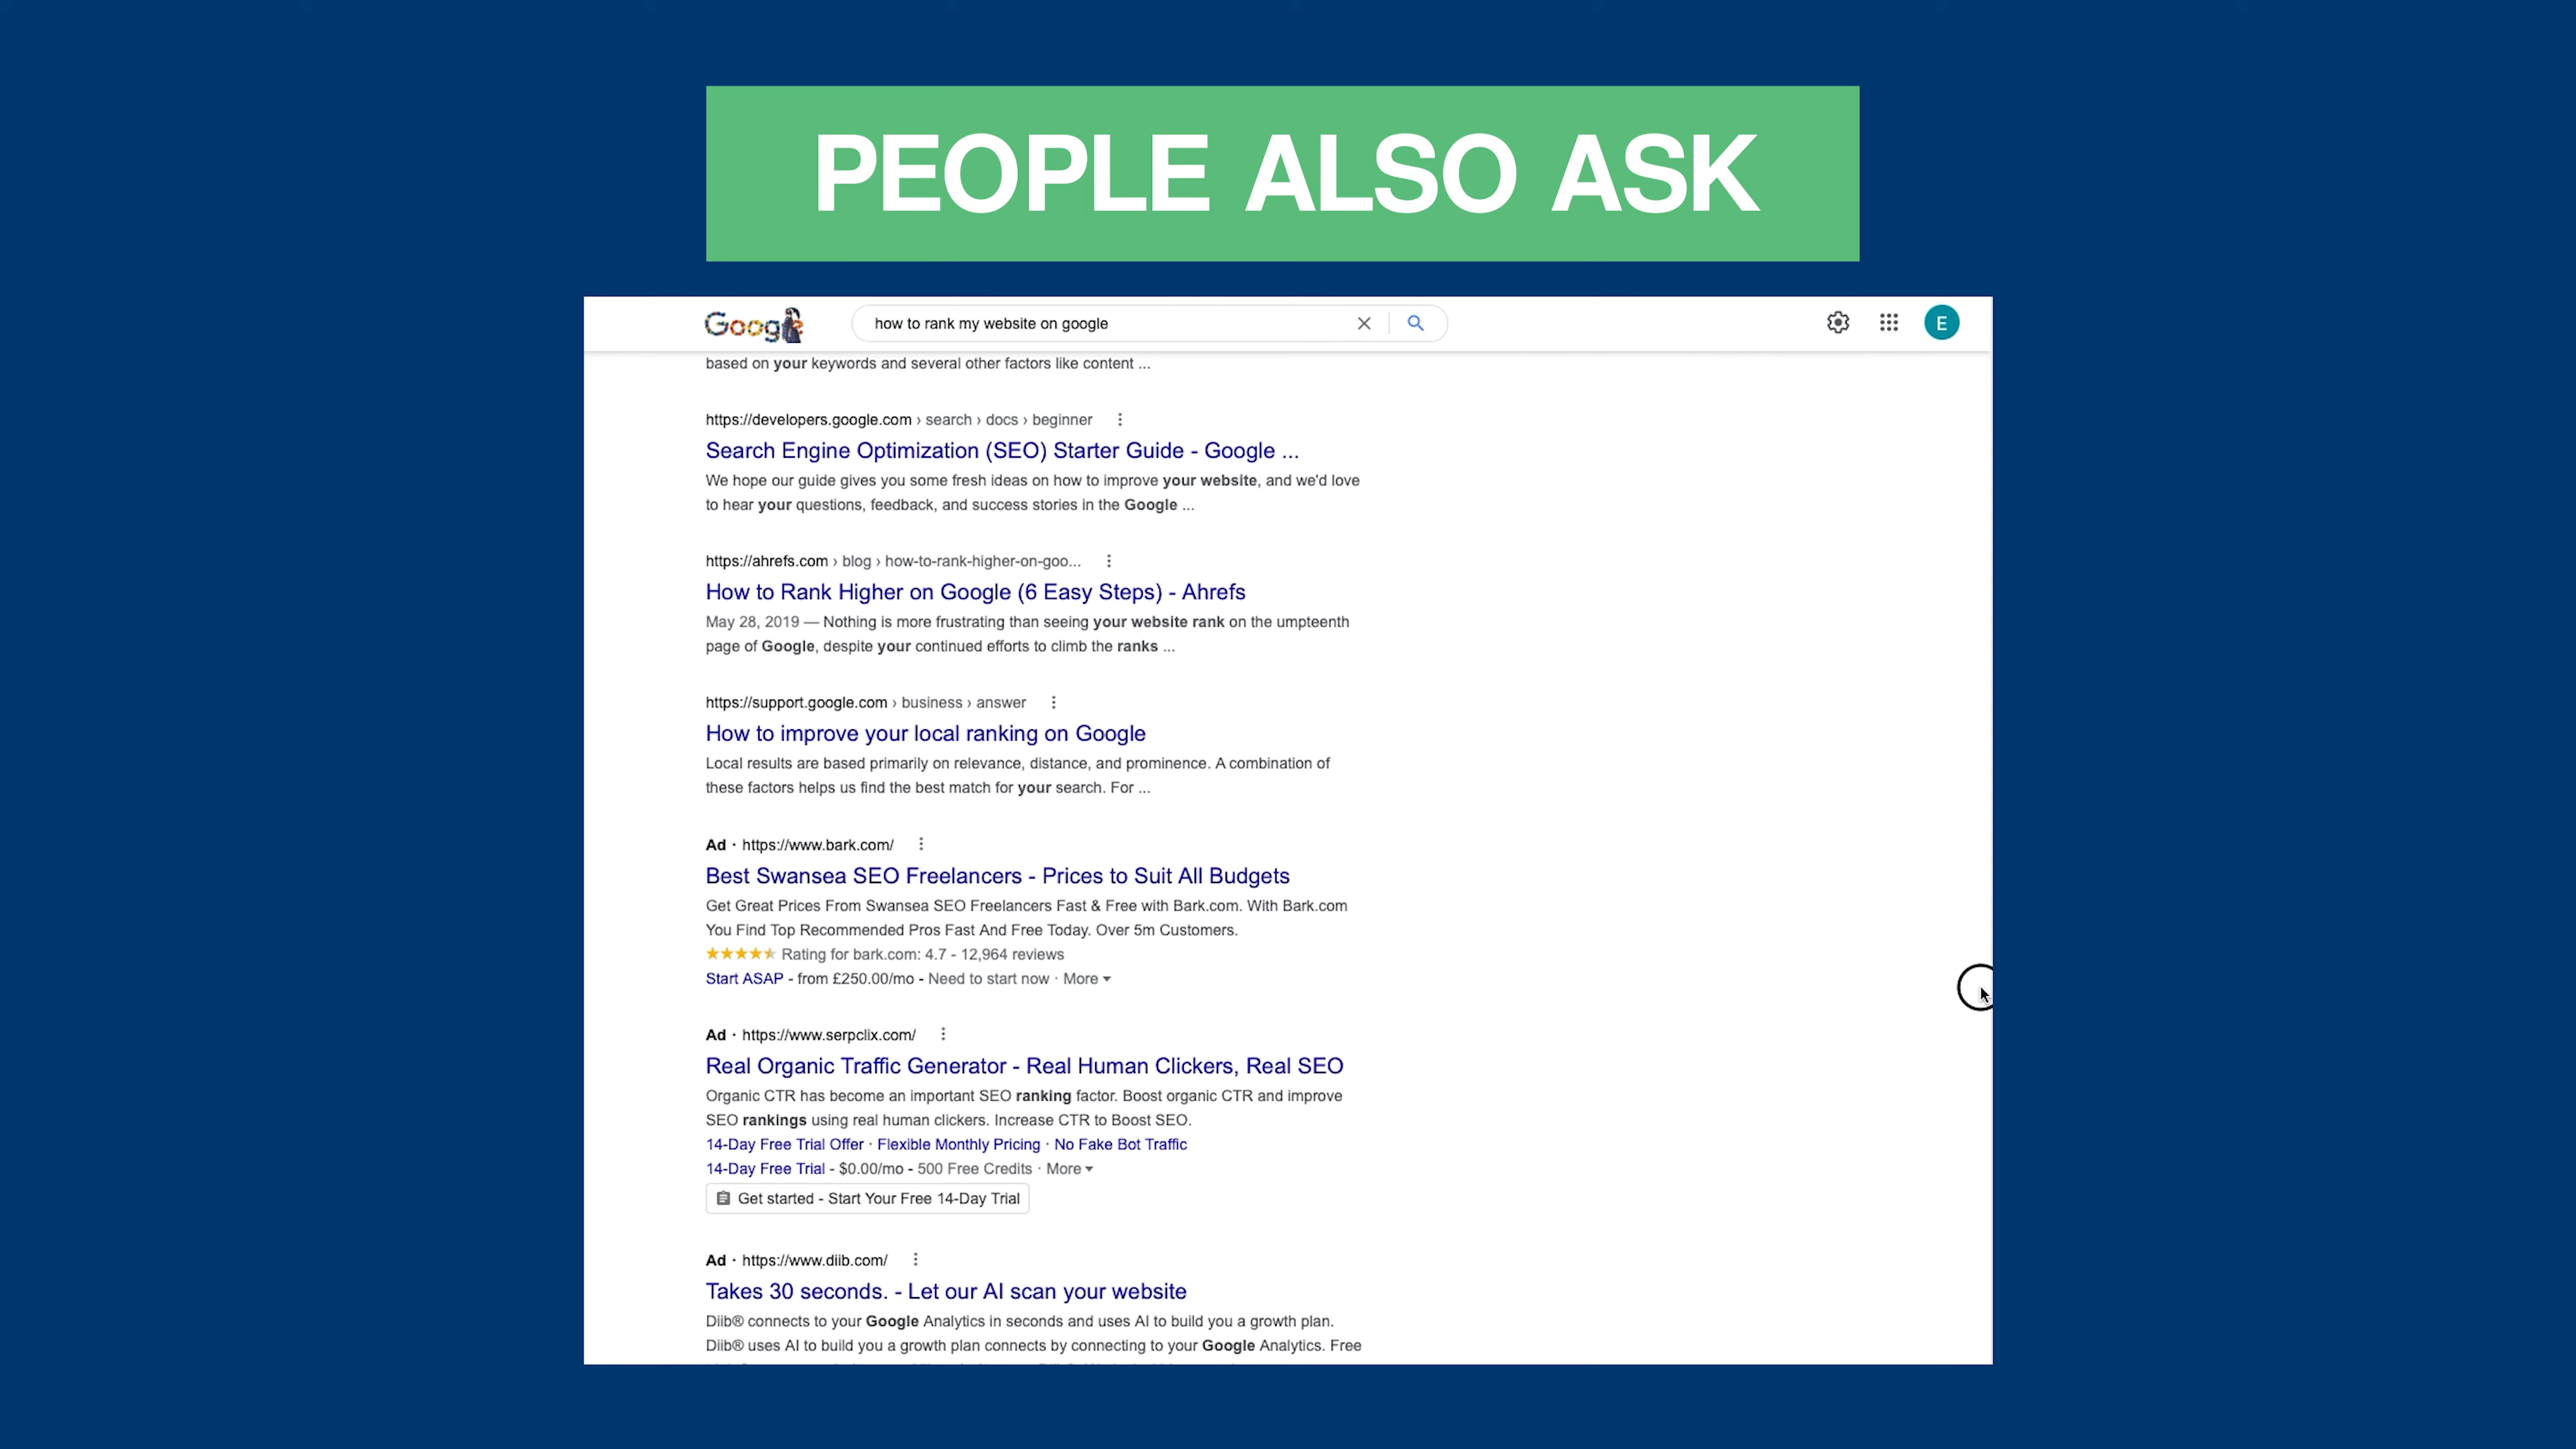 PEOPLE ALSO ASK
Google
how to rank my website on google
E
based on your keywords and several other factors like content ...
https://developers.google.com › search › docs › beginner
Search Engine Optimization (SEO) Starter Guide - Google ...
We hope our guide gives you some fresh ideas on how to improve your website, and we'd love
to hear your questions, feedback, and success stories in the Google ...
https://ahrefs.com › blog › how-to-rank-higher-on-goo...
How to Rank Higher on Google (6 Easy Steps) - Ahrefs
May 28, 2019 — Nothing is more frustrating than seeing your website rank on the umpteenth
page of Google, despite your continued efforts to climb the ranks ...
https://support.google.com › business › answer
How to improve your local ranking on Google
Local results are based primarily on relevance, distance, and prominence. A combination of
these factors helps us find the best match for your search. For ...
Ad · https://www.bark.com/
Best Swansea SEO Freelancers - Prices to Suit All Budgets
Get Great Prices From Swansea SEO Freelancers Fast & Free with Bark.com. With Bark.com
You Find Top Recommended Pros Fast And Free Today. Over 5m Customers.
Rating for bark.com: 4.7 - 12,964 reviews
Start ASAP - from £250.00/mo - Need to start now · More
Ad · https://www.serpclix.com/
Real Organic Traffic Generator - Real Human Clickers, Real SEO
Organic CTR has become an important SEO ranking factor. Boost organic CTR and improve
SEO rankings using real human clickers. Increase CTR to Boost SEO.
14-Day Free Trial Offer · Flexible Monthly Pricing · No Fake Bot Traffic
14-Day Free Trial - $0.00/mo - 500 Free Credits · More
Get started - Start Your Free 14-Day Trial
Ad · https://www.diib.com/
Takes 30 seconds. - Let our AI scan your website
Diib® connects to your Google Analytics in seconds and uses AI to build you a growth plan.
Diib® uses AI to build you a growth plan connects by connecting to your Google Analytics. Free